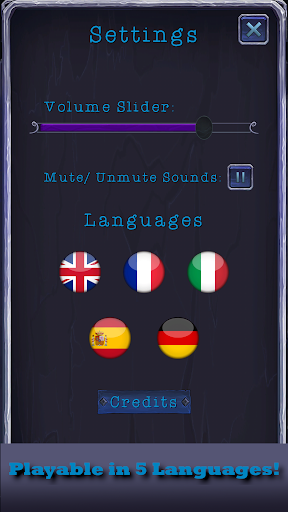 Settings
Volume Slider:
Mute/ Unmute Sounds:
Languages
Credits
Playable in 5 Languages!